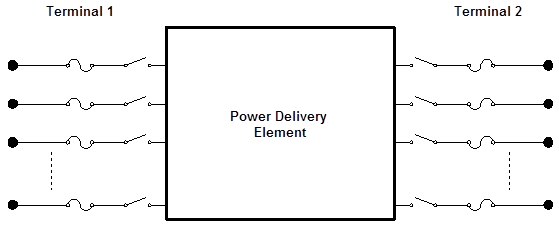 Terminal 1
Terminal 2
Power Delivery
Element